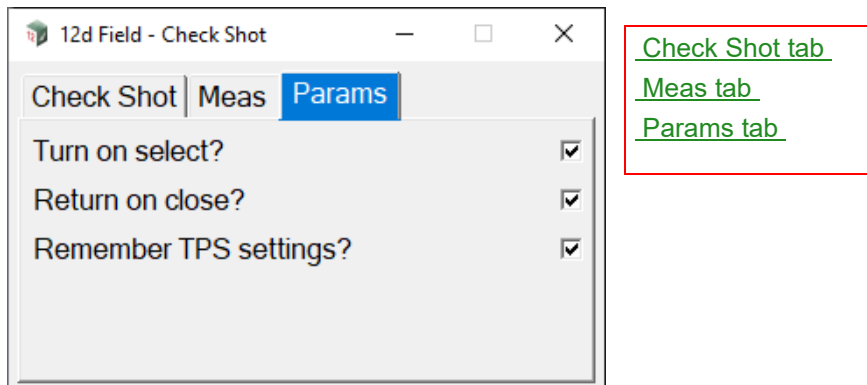 12d Field - Check Shot
Check Shot Meas Params
Turn on select?
Return on close?
Remember TPS settings?
Check Shot tab
Meas tab
Params tab